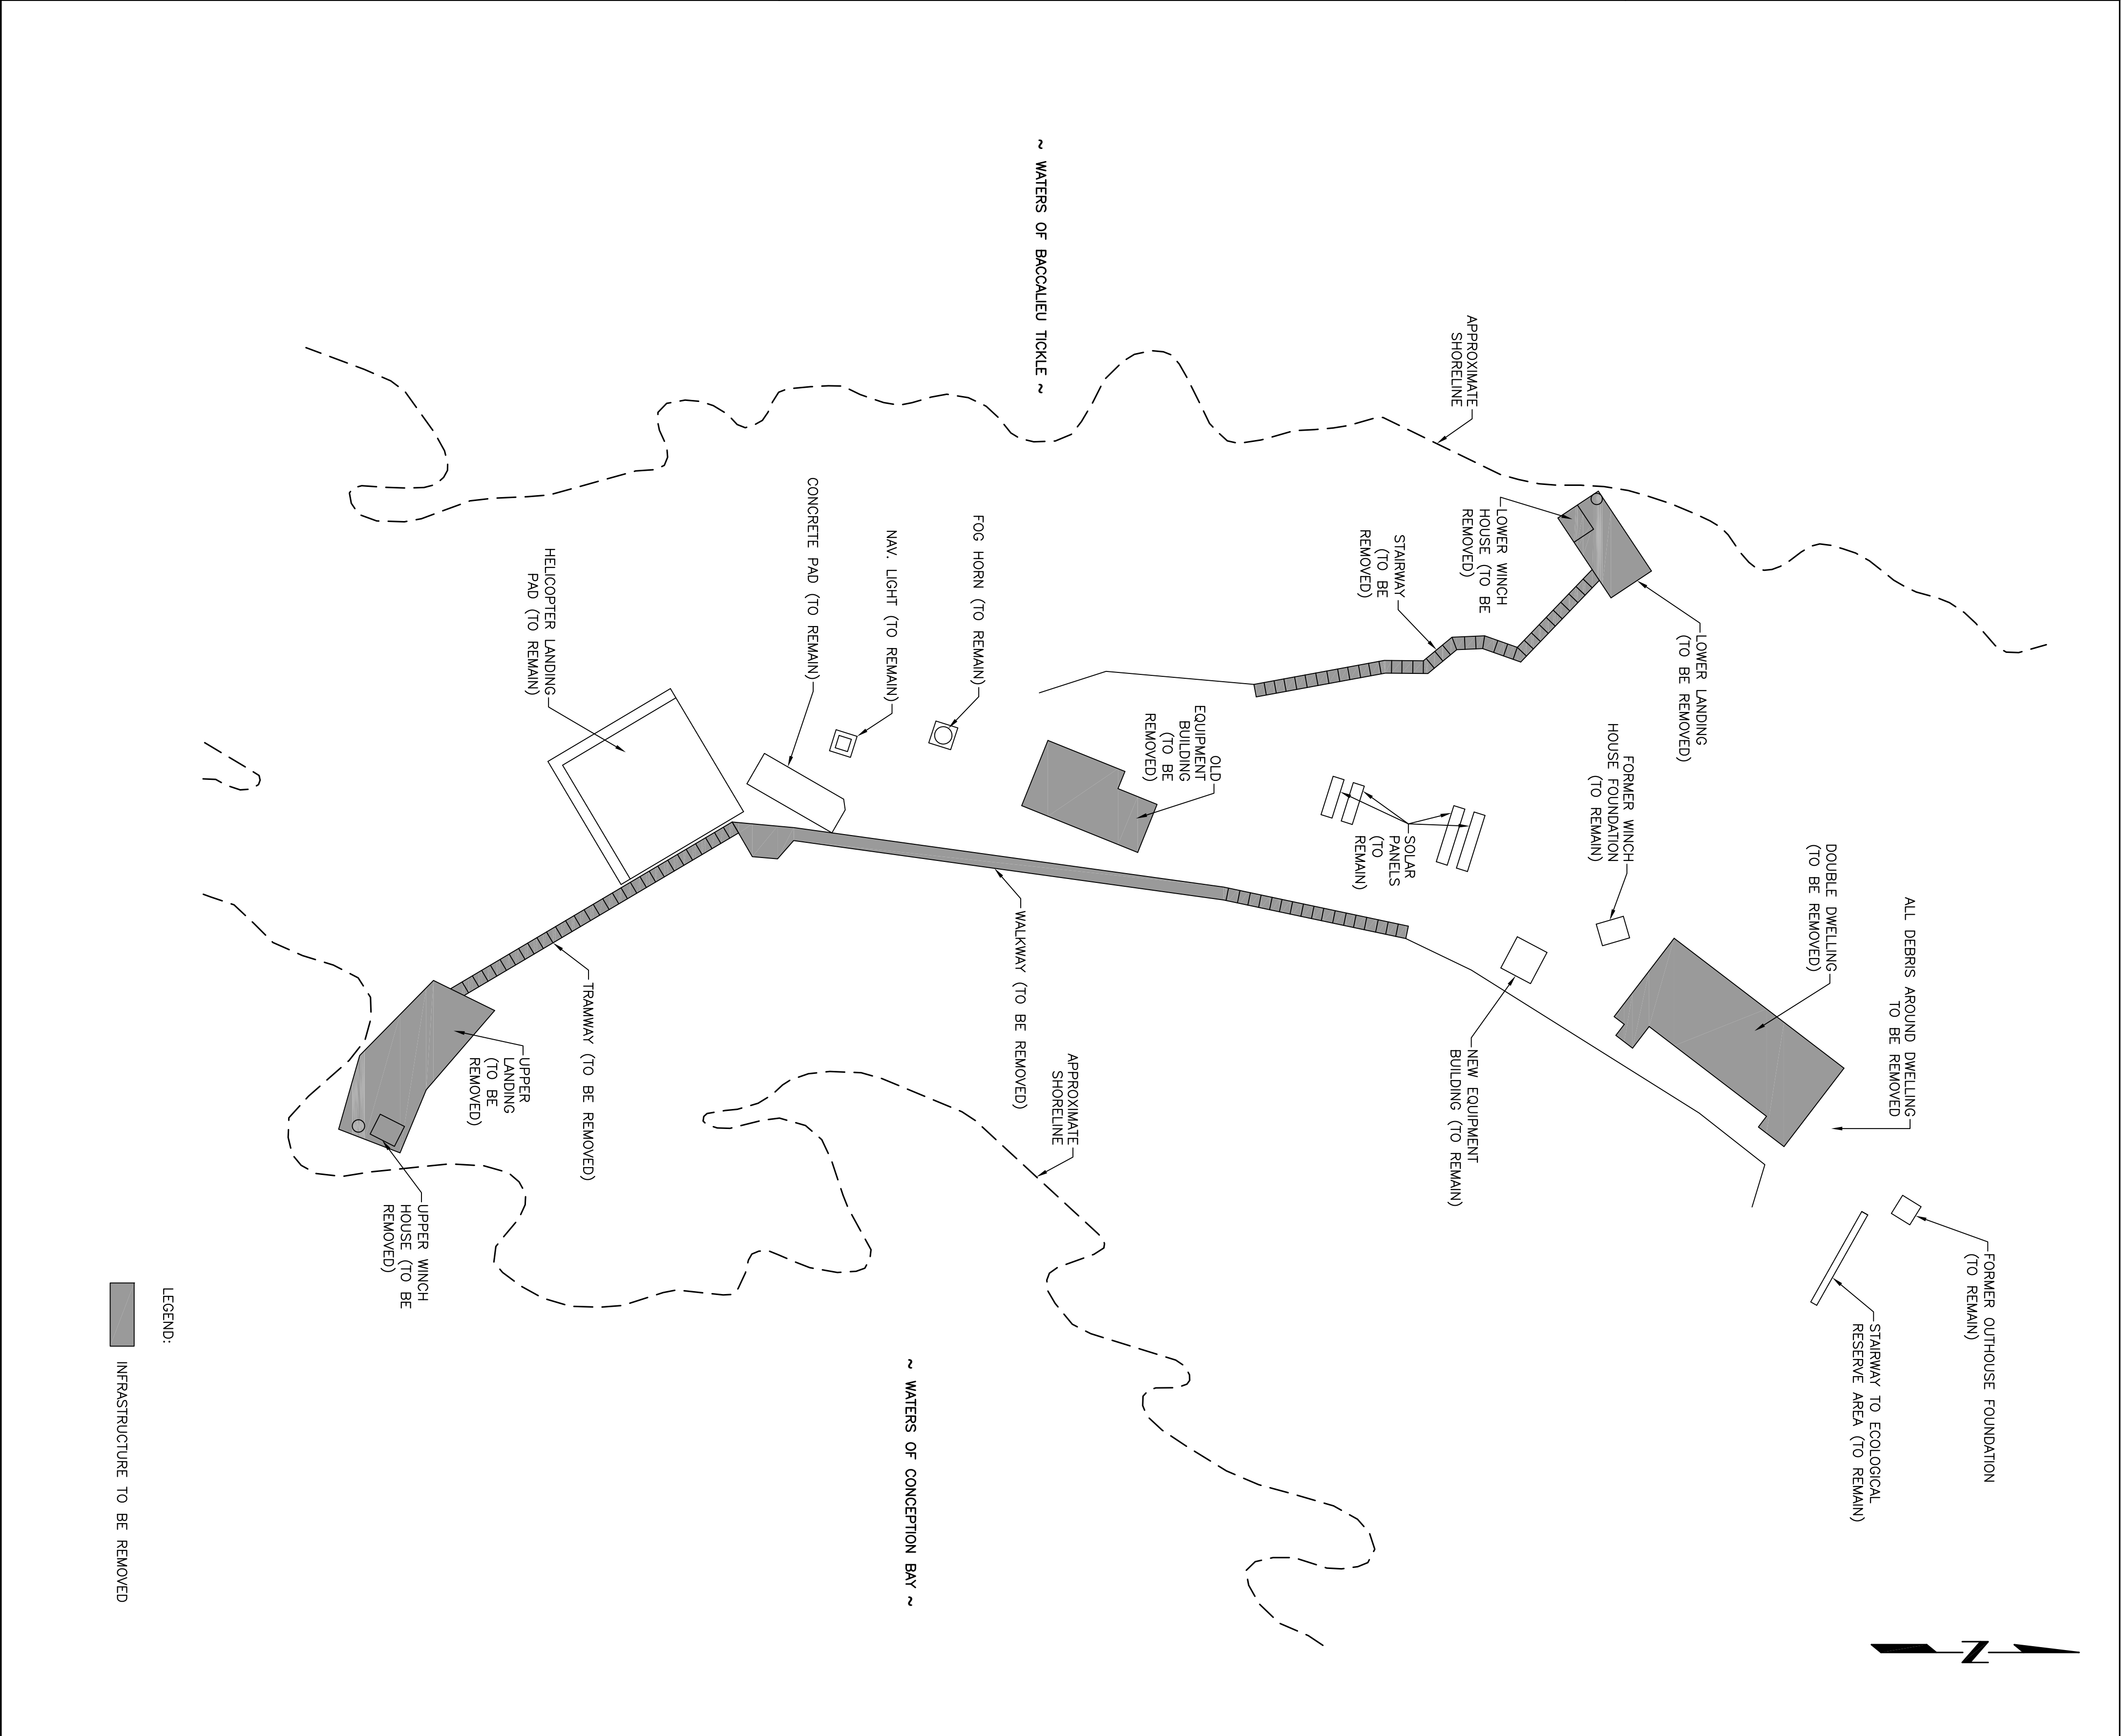 FORMER OUTHOUSE FOUNDATION
(TO REMAIN)
ALL DEBRIS AROUND DWELLING
TO BE REMOVED
STAIRWAY TO ECOLOGICAL
RESERVE AREA (TO REMAIN)
DOUBLE DWELLING
(TO BE REMOVED)
LOWER LANDING
(TO BE REMOVED)
FORMER WINCH
HOUSE FOUNDATION
(TO REMAIN)
LOWER WINCH
HOUSE (TO BE
REMOVED)
APPROXIMATE
SHORELINE
NEW EQUIPMENT
BUILDING (TO REMAIN)
STAIRWAY
(TO BE
REMOVED)
SOLAR
PANELS
(TO
REMAIN)
OLD
EQUIPMENT
BUILDING
(TO BE
REMOVED)
~ WATERS OF BACCALIEU TICKLE ~
APPROXIMATE
SHORELINE
WALKWAY (TO BE REMOVED)
FOG HORN (TO REMAIN)
~ WATERS OF CONCEPTION BAY ~
NAV. LIGHT (TO REMAIN)
CONCRETE PAD (TO REMAIN)
TRAMWAY (TO BE REMOVED)
HELICOPTER LANDING
PAD (TO REMAIN)
UPPER
LANDING
(TO BE
REMOVED)
UPPER WINCH
HOUSE (TO BE
REMOVED)
LEGEND:
INFRASTRUCTURE TO BE REMOVED
N